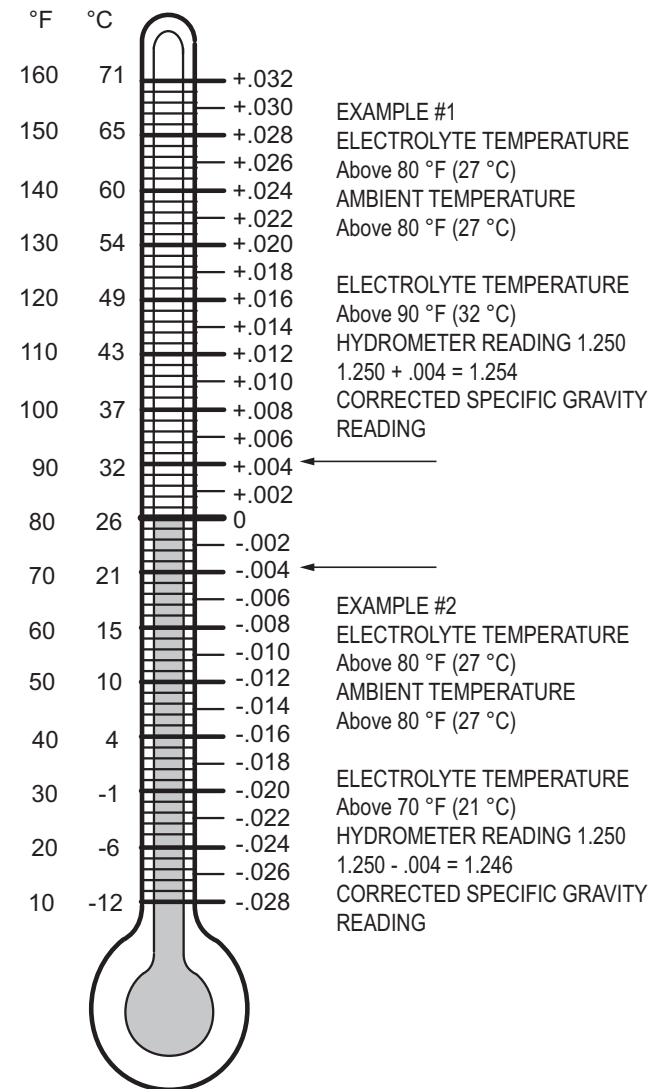 °F °C
160 71 +.032
+.030
150 65 +.028
+.026
140 60 +.024
+.022
130 54 +.020
+.018
120 49 +.016
+.014
110 43 +.012
+.010
100 37 +.008
+.006
90 32 +.004
+.002
80 26 0
-.002
70 21 -.004
-.006
60 15 -.008
-.010
50 10 -.012
-.014
40 4 -.016
-.018
30 -1 -.020
-.022
20 -6 -.024
-.026
10 -12 -.028
EXAMPLE #1
ELECTROLYTE TEMPERATURE
Above 80 °F (27 °C)
AMBIENT TEMPERATURE
Above 80 °F (27 °C)
ELECTROLYTE TEMPERATURE
Above 90 °F (32 °C)
HYDROMETER READING 1.250
1.250 + .004 = 1.254
CORRECTED SPECIFIC GRAVITY
READING
EXAMPLE #2
ELECTROLYTE TEMPERATURE
Above 80 °F (27 °C)
AMBIENT TEMPERATURE
Above 80 °F (27 °C)
ELECTROLYTE TEMPERATURE
Above 70 °F (21 °C)
HYDROMETER READING 1.250
1.250 - .004 = 1.246
CORRECTED SPECIFIC GRAVITY
READING